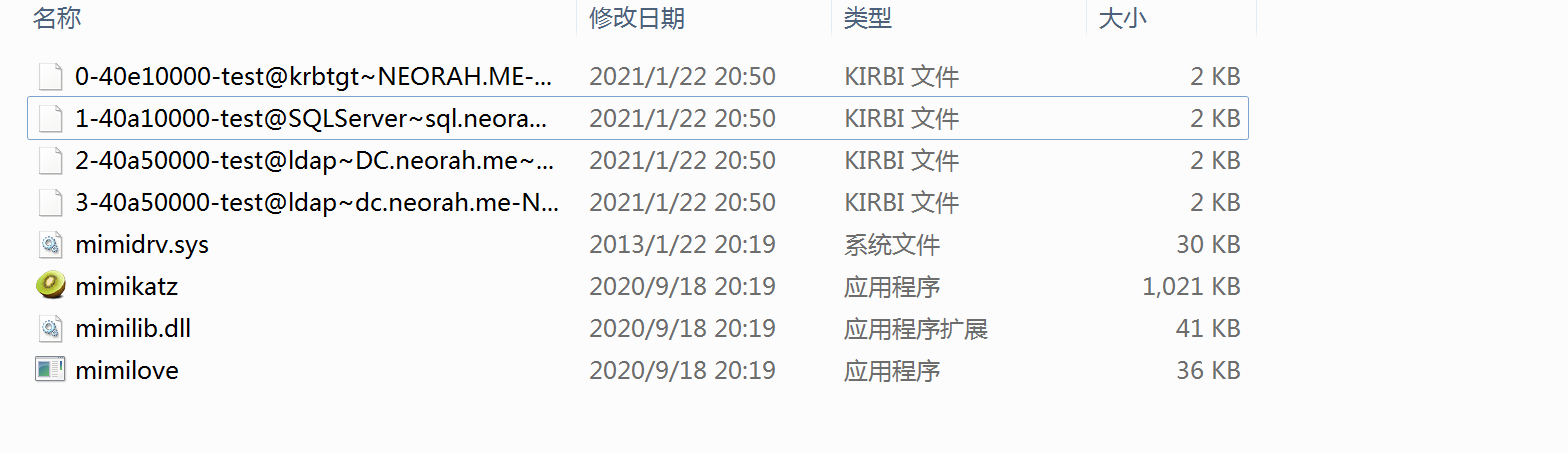 名称 修改日期 类型 大小
0-40e10000-test@krbtgt~NEORAH.ME-... 2021/1/22 20:50 KIRBI 文件 2 KB
1-40a10000-test@SQLServer~sql.neora... 2021/1/22 20:50 KIRBI 文件 2 KB
2-40a50000-test@ldap~DC.neorah.me~... 2021/1/22 20:50 KIRBI 文件 2 KB
3-40a50000-test@ldap~dc.neorah.me-N... 2021/1/22 20:50 KIRBI 文件 2 KB
mimidrv.sys 2013/1/22 20:19 系统文件 30 KB
mimikatz 2020/9/18 20:19 应用程序 1,021 KB
mimilib.dll 2020/9/18 20:19 应用程序扩展 41 KB
mimilove 2020/9/18 20:19 应用程序 36 KB